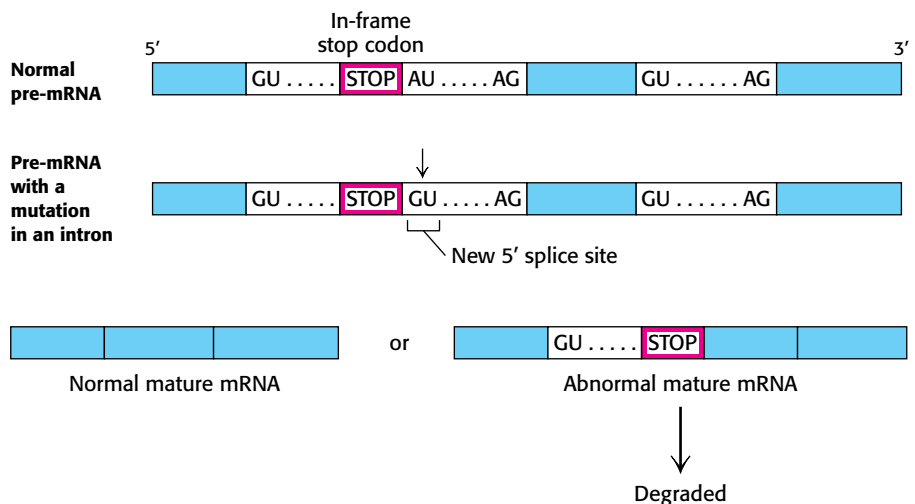 In-frame
stop codon
5′ 3′
Normal
pre-mRNA
GU ..... STOP AU ..... AG GU ...... AG
Pre-mRNA
with a
mutation
in an intron
GU ..... STOP GU ..... AG GU ...... AG
New 5′ splice site
or
GU ..... STOP
Normal mature mRNA
Abnormal mature mRNA
Degraded